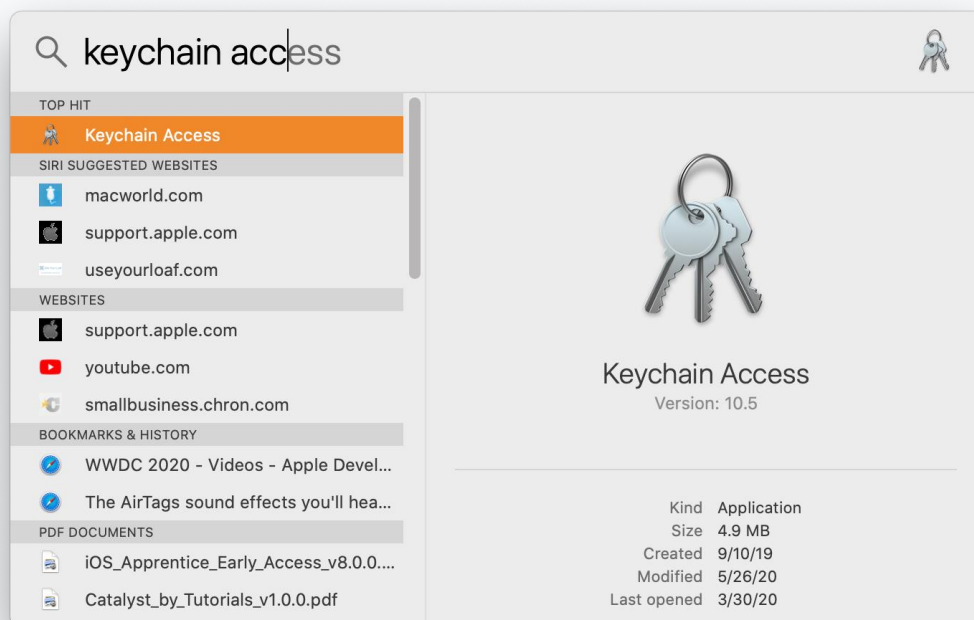 keychain access
TOP HIT
Keychain Access
SIRI SUGGESTED WEBSITES
macworld.com
support.apple.com
useyourloaf.com
WEBSITES
support.apple.com
youtube.com
smallbusiness.chron.com
BOOKMARKS & HISTORY
WWDC 2020 - Videos - Apple Devel...
The AirTags sound effects you'll hea...
PDF DOCUMENTS
iOS_Apprentice_Early_Access_v8.0.0....
Catalyst_by_Tutorials_v1.0.0.pdf
Keychain Access
Version: 10.5
Kind Application
Size 4.9 MB
Created 9/10/19
Modified 5/26/20
Last opened 3/30/20